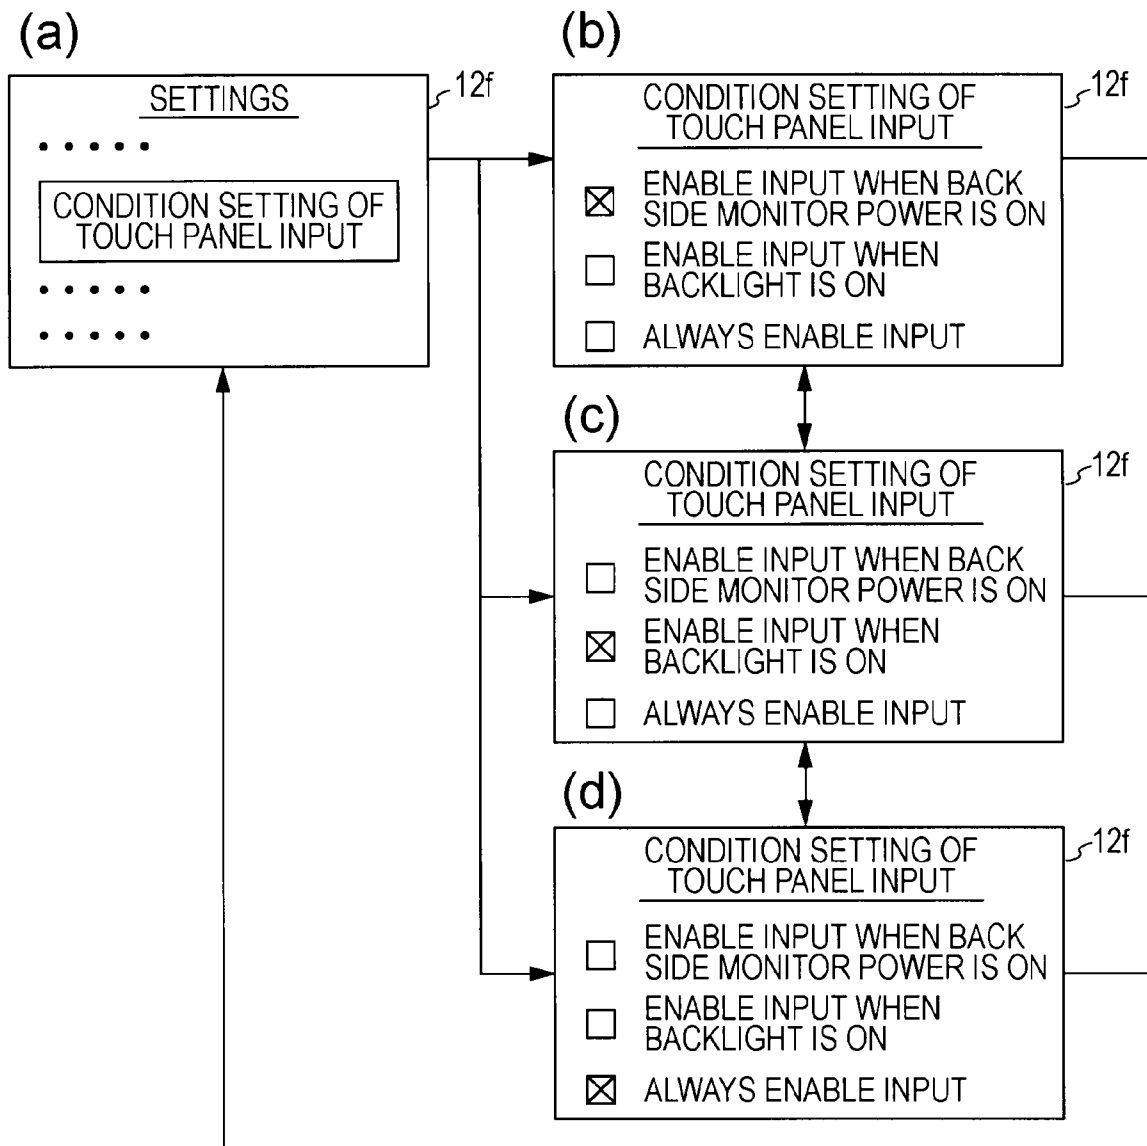 (a)
SETTINGS
12f
• • • • •
CONDITION SETTING OF
TOUCH PANEL INPUT
• • • • •
• • • • •
(b)
CONDITION SETTING OF
TOUCH PANEL INPUT
12f
ENABLE INPUT WHEN BACK
SIDE MONITOR POWER IS ON
ENABLE INPUT WHEN
BACKLIGHT IS ON
ALWAYS ENABLE INPUT
(c)
CONDITION SETTING OF
TOUCH PANEL INPUT
12f
ENABLE INPUT WHEN BACK
SIDE MONITOR POWER IS ON
ENABLE INPUT WHEN
BACKLIGHT IS ON
ALWAYS ENABLE INPUT
(d)
CONDITION SETTING OF
TOUCH PANEL INPUT
12f
ENABLE INPUT WHEN BACK
SIDE MONITOR POWER IS ON
ENABLE INPUT WHEN
BACKLIGHT IS ON
ALWAYS ENABLE INPUT